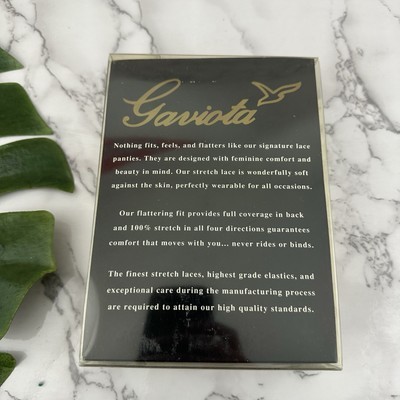 Gaviota
Nothing fits, feels, and flatters like our signature lace
panties. They are designed with feminine comfort and
beauty in mind. Our stretch lace is wonderfully soft
against the skin, perfectly wearable for all occasions.
Our flattering fit provides full coverage in back
and 100% stretch in all four directions guarantees
comfort that moves with you... never rides or binds.
The finest stretch laces, highest grade elastics, and
exceptional care during the manufacturing process
are required to attain our high quality standards.